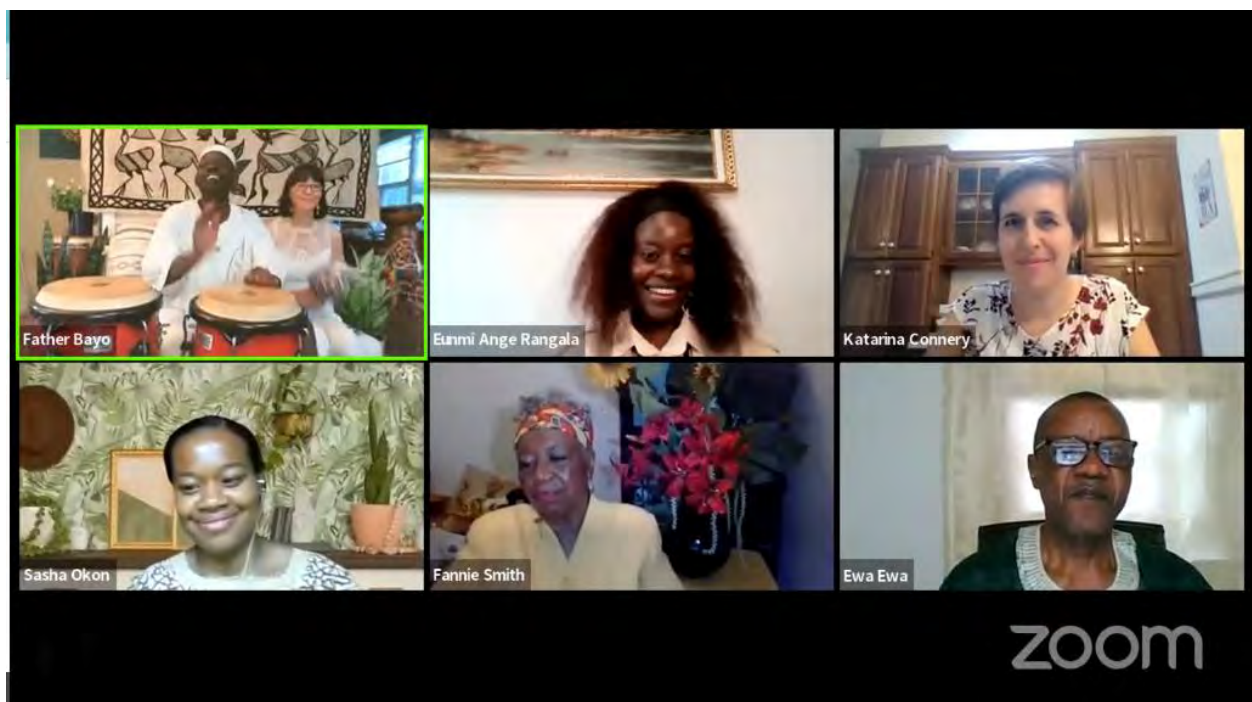 Father Bayo
Eunmi Ange Rangala
Katarina Connery
Sasha Okon
Fannie Smith
Ewa Ewa
zoom